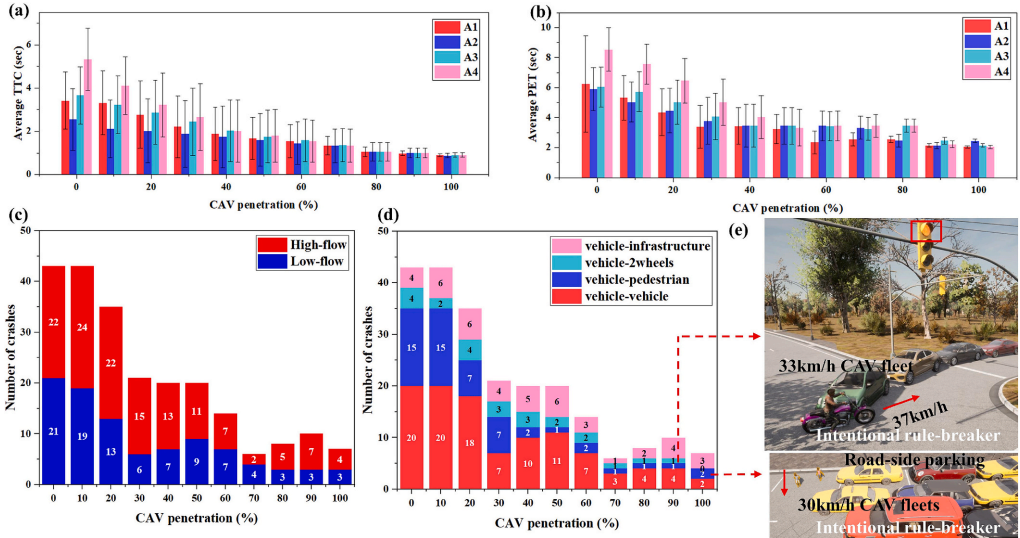 (a)
A1
A2
A3
A4
Average TTC (sec)
6
4
2
0
0 20 40 60 80 100
CAV penetration (%)
(b)
A1
A2
A3
A4
Average PET (sec)
10
8
6
4
2
0
0 20 40 60 80 100
CAV penetration (%)
(c)
High-flow
Low-flow
Number of crashes
50
40
30
20
10
0
22 24 22 15 13 11 7 2 5 7 4
21 19 13 6 7 9 7 4 3 3 3
0 10 20 30 40 50 60 70 80 90 100
CAV penetration (%)
(d)
vehicle-infrastructure
vehicle-2wheels
vehicle-pedestrian
vehicle-vehicle
Number of crashes
50
40
30
20
10
0
4 6 6 4 5 6 3 2 4 3
4 2 4 3 3 2 2 1 1 0
15 15 7 7 2 1 2 1 1 1 2
20 20 18 7 10 11 7 3 4 4 2
0 10 20 30 40 50 60 70 80 90 100
CAV penetration (%)
(e)
33km/h CAV fleet
37km/h
Intentional rule-breaker
Road-side parking
30km/h CAV fleets
Intentional rule-breaker